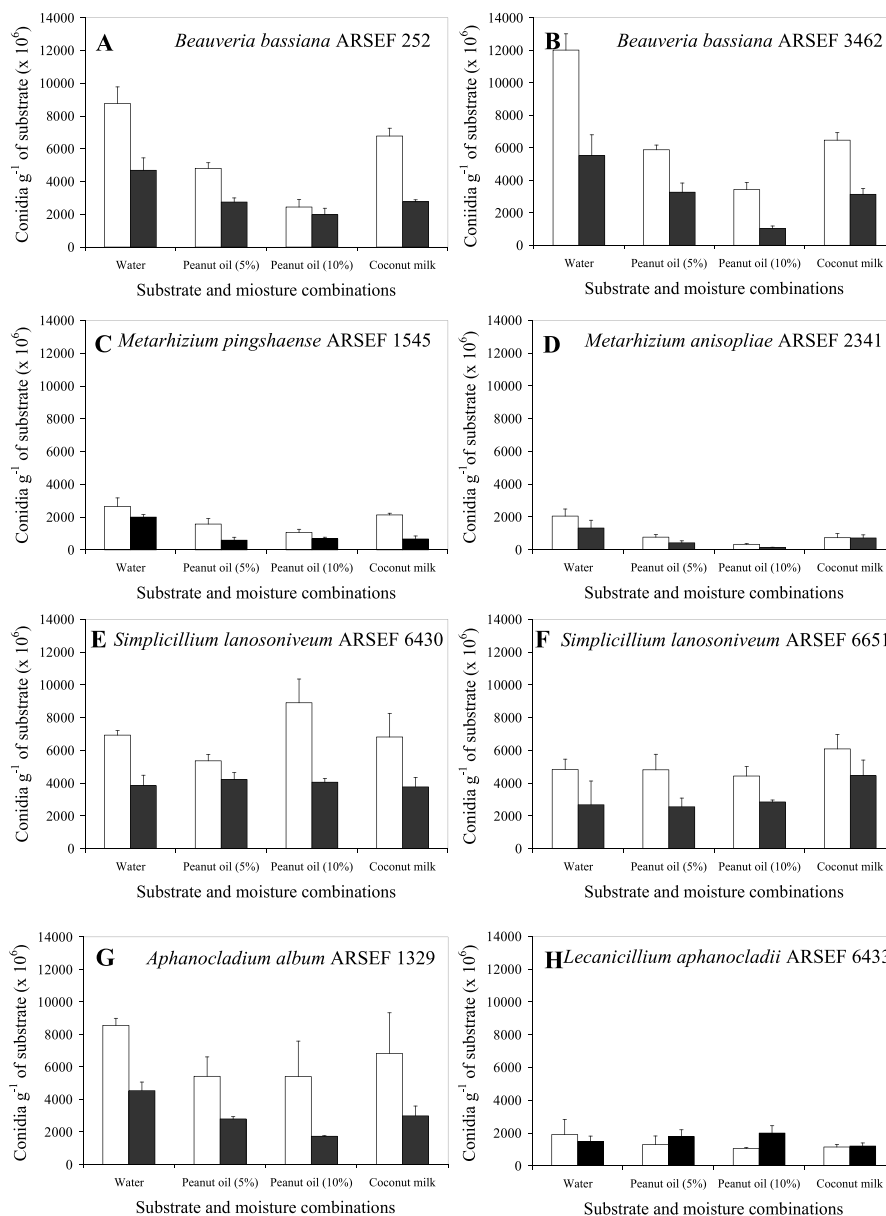 A Beauveria bassiana ARSEF 252
Conidia g-1 of substrate (x 106)
14000
12000
10000
8000
6000
4000
2000
0
Water Peanut oil (5%) Peanut oil (10%) Coconut milk
Substrate and miosture combinations
B Beauveria bassiana ARSEF 3462
Coniidia g-1 of substrate (x 106)
14000
12000
10000
8000
6000
4000
2000
0
Water Peanut oil (5%) Peanut oil (10%) Coconut milk
Substrate and moisture combinations
C Metarhizium pingshaense ARSEF 1545
Conidia g-1 of substrate (x 106)
14000
12000
10000
8000
6000
4000
2000
0
Water Peanut oil (5%) Peanut oil (10%) Coconut milk
Substrate and moisture combinations
D Metarhizium anisopliae ARSEF 2341
Conidia g-1 of substrate (x 106)
14000
12000
10000
8000
6000
4000
2000
0
Water Peanut oil (5%) Peanut oil (10%) Coconut milk
Substrate and moisture combinations
E Simplicillium lanosoniveum ARSEF 6430
Conidia g-1 of substrate (x 106)
14000
12000
10000
8000
6000
4000
2000
0
Water Peanut oil (5%) Peanut oil (10%) Coconut milk
Substrate and moisture combinations
F Simplicillium lanosoniveum ARSEF 6651
Conidia g-1 of substrate (x 106)
14000
12000
10000
8000
6000
4000
2000
0
Water Peanut oil (5%) Peanut oil (10%) Coconut milk
Substrate and moisture combinations
G Aphanocladium album ARSEF 1329
Conidia g-1 of substrate (x 106)
14000
12000
10000
8000
6000
4000
2000
0
Water Peanut oil (5%) Peanut oil (10%) Coconut milk
Substrate and moisture combinations
H Lecanicillium aphanocladii ARSEF 6433
Conidia g-1 of substrate (x 106)
14000
12000
10000
8000
6000
4000
2000
0
Water Peanut oil (5%) Peanut oil (10%) Coconut milk
Substrate and moisture combinations